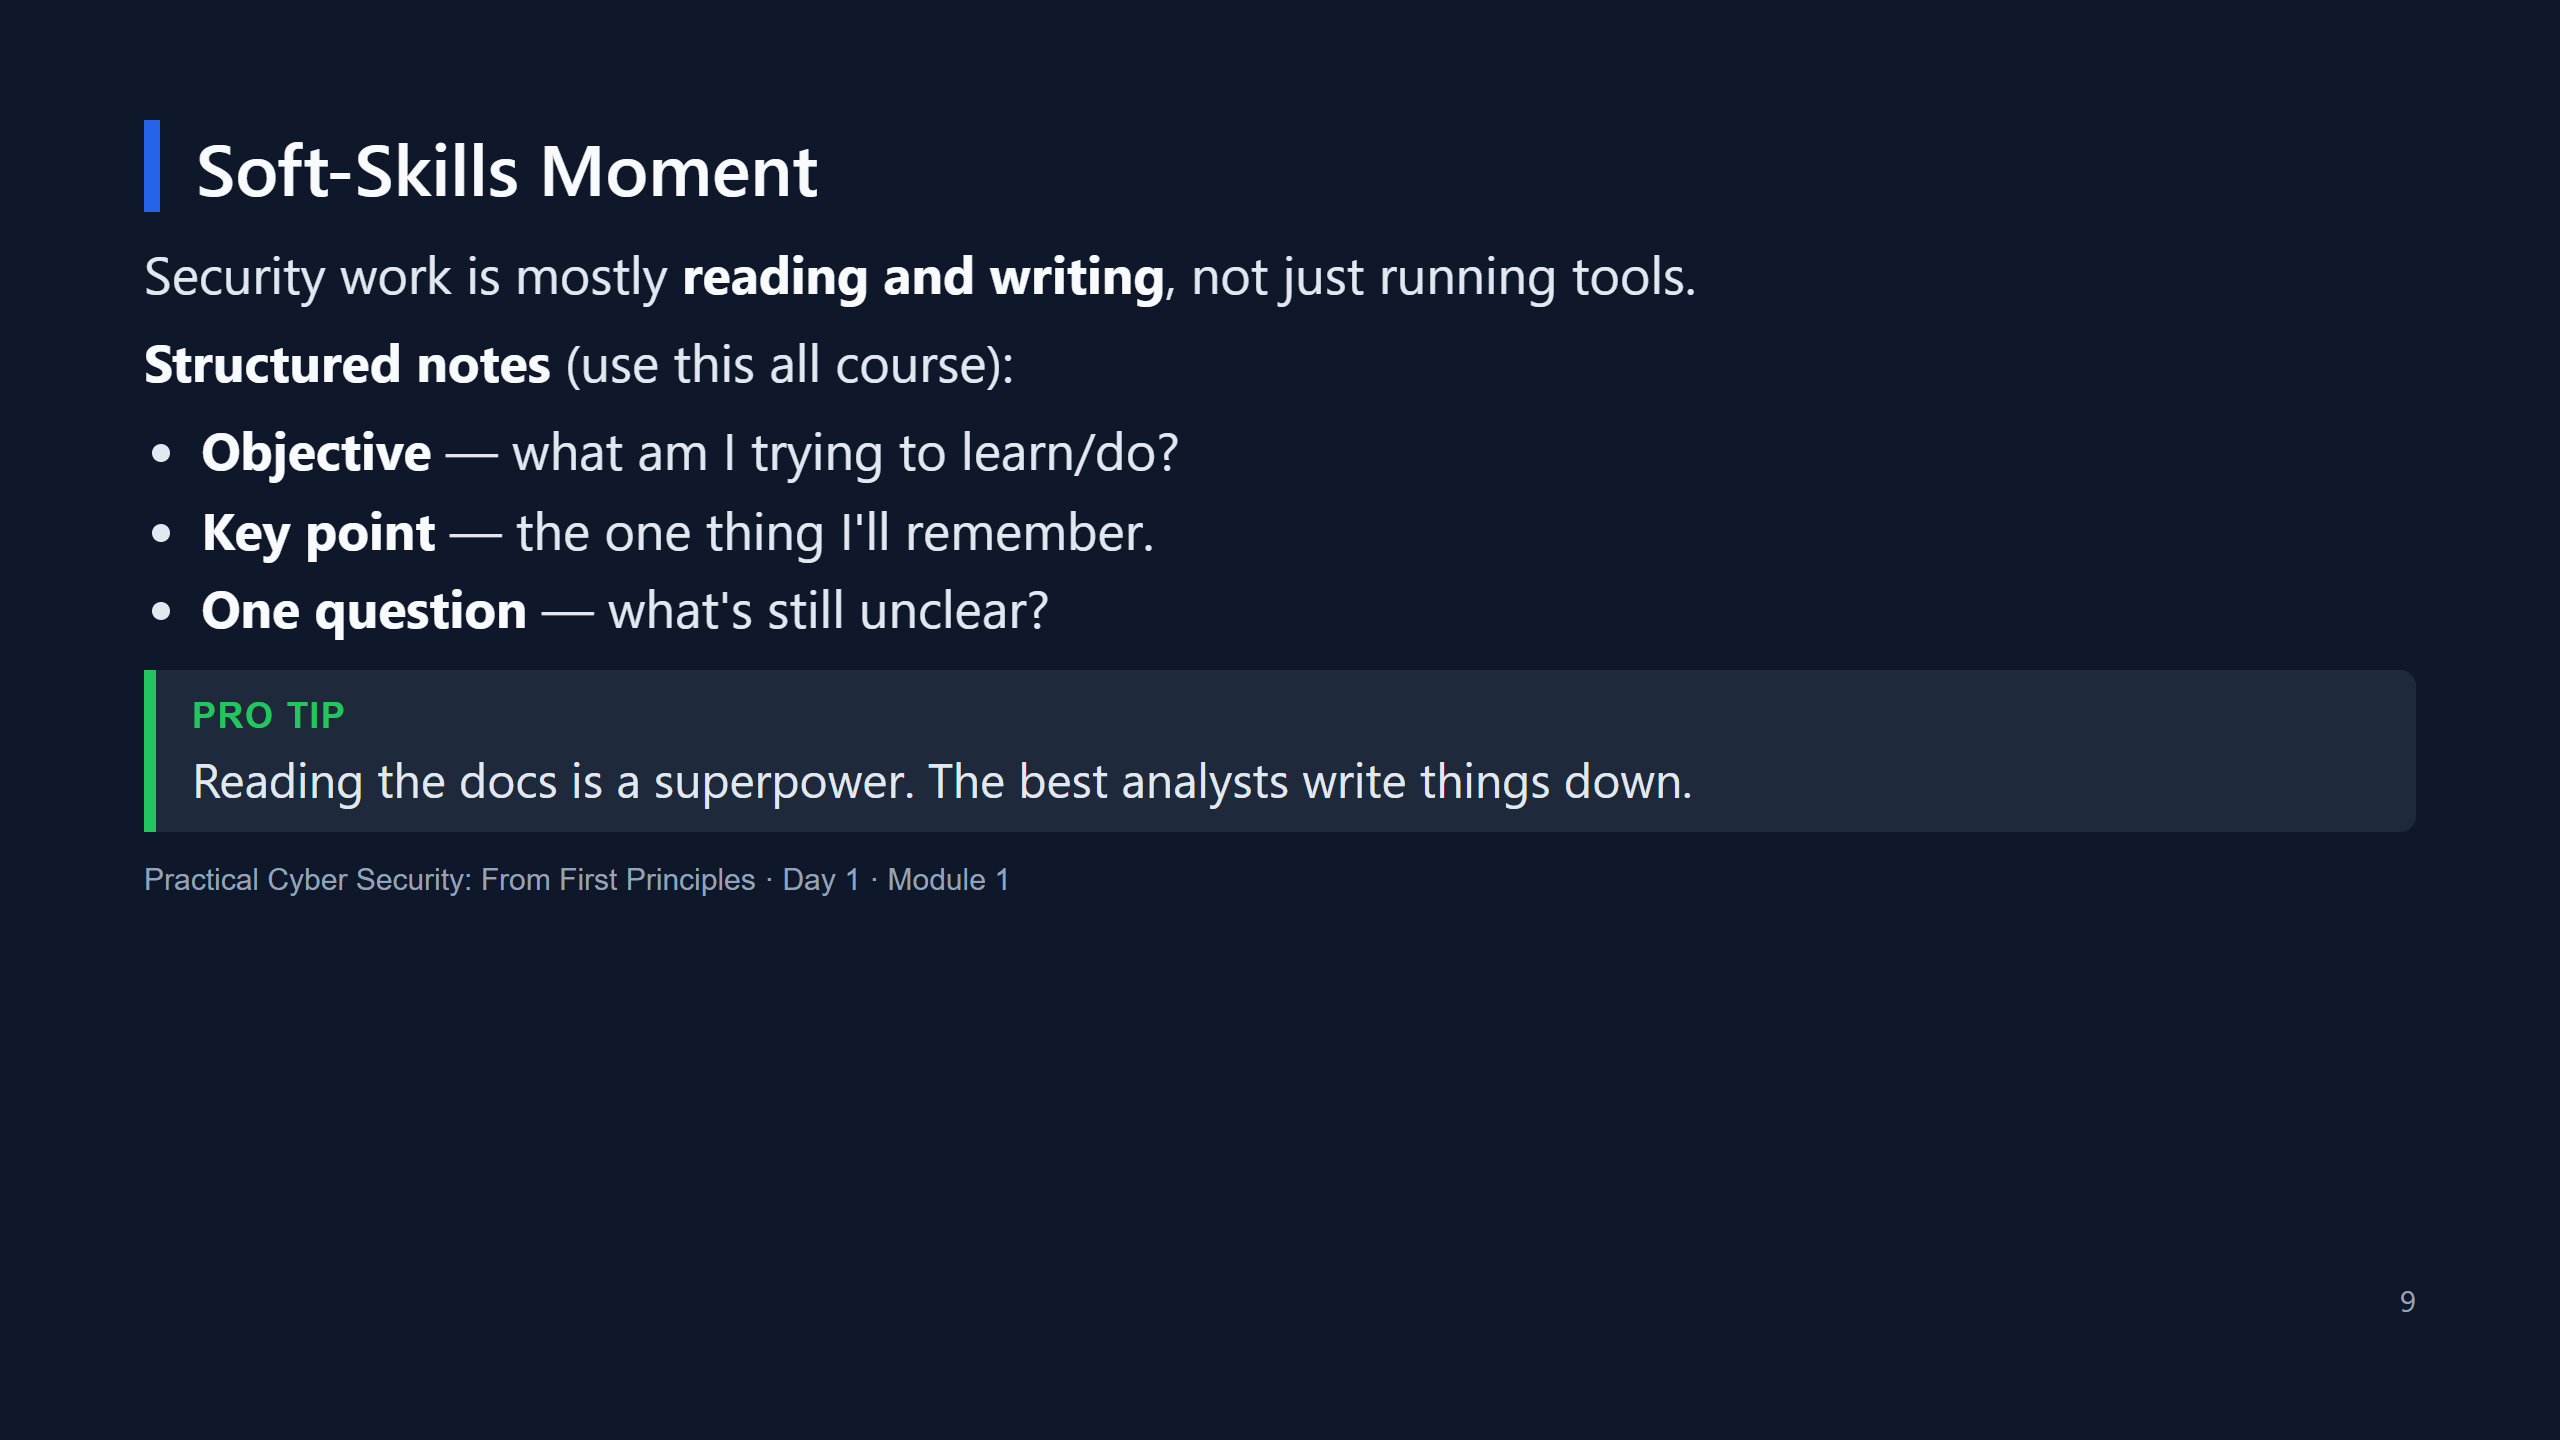 Soft-Skills Moment
Security work is mostly reading and writing, not just running tools.
Structured notes (use this all course):
• Objective — what am I trying to learn/do?
• Key point — the one thing I'll remember.
• One question — what's still unclear?
PRO TIP
Reading the docs is a superpower. The best analysts write things down.
Practical Cyber Security: From First Principles · Day 1 · Module 1
9